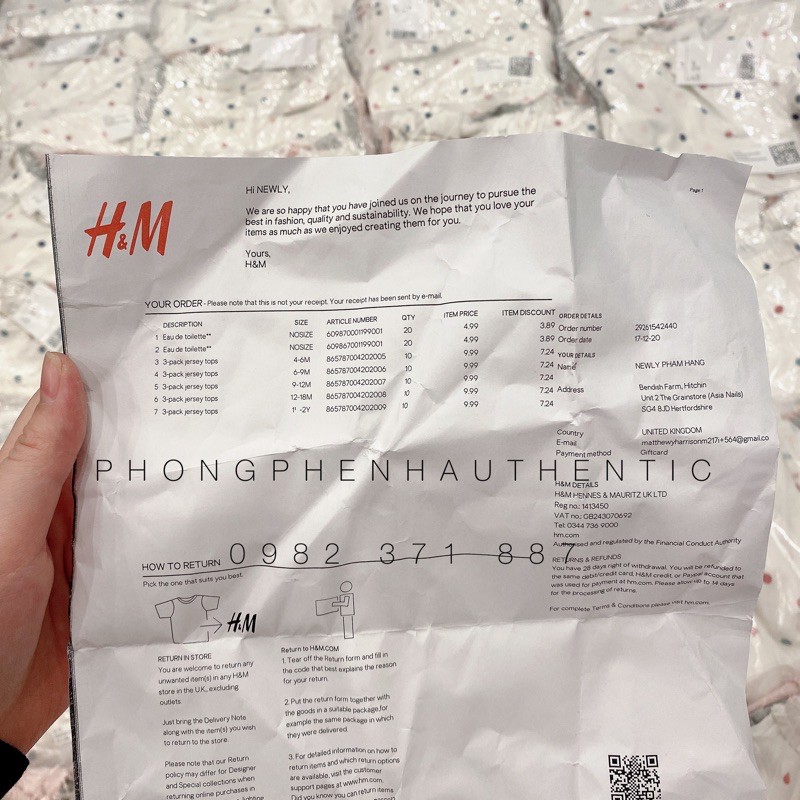 Page 1
H&M
Hi NEWLY,
We are so happy that you have joined us on the journey to pursue the
best in fashion, quality and sustainability. We hope that you love your
items as much as we enjoyed creating them for you.
Yours,
H&M
YOUR ORDER - Please note that this is not your receipt. Your receipt has been sent by e-mail.
DESCRIPTION SIZE ARTICLE NUMBER QTY ITEM PRICE ITEM DISCOUNT
1 Eau de toilette** NOSIZE 609870001199001 20 4.99 3.89
2 Eau de toilette** NOSIZE 609867001199001 20 4.99 3.89
3 3-pack jersey tops 4-6M 865787004202005 10 9.99 7.24
4 3-pack jersey tops 6-9M 865787004202006 10 9.99 7.24
5 3-pack jersey tops 9-12M 865787004202007 10 9.99 7.24
6 3-pack jersey tops 12-18M 865787004202008 10 9.99 7.24
7 3-pack jersey tops -2Y 865787004202009 10 9.99 7.24
ORDER DETAILS
Order number 29261542440
Order date 17-12-20
YOUR DETAILS
Name NEWLY PHAM HANG
Address Bendish Farm, Hitchin
Unit 2 The Grainstore (Asia Nails)
SG4 8JD Hertfordshire
Country UNITED KINGDOM
E-mail matthewyharrisonm217i+564@gmail.co
Payment method Giftcard
PHONGPHENHAUTHENTIC
H&M DETAILS
H&M HENNES & MAURITZ UK LTD
Reg no.: 1413450
VAT no.: GB243070692
Tel: 0344 736 9000
hm.com
Authorized and regulated by the Financial Conduct Authority
0982 371 887
RETURNS & REFUNDS
You have 28 days right of withdrawal. You will be refunded to
the same debit/credit card, H&M credit, or Paypal account that
was used for payment at hm.com. Please allow up to 14 days
for the processing of returns.
For complete Terms & Conditions please visit hm.com.
HOW TO RETURN
Pick the one that suits you best.
H&M
RETURN IN STORE
You are welcome to return any
unwanted item(s) in any H&M
store in the U.K., excluding
outlets.
Just bring the Delivery Note
along with the item(s) you wish
to return to the store.
Please note that our Return
policy may differ for Designer
and Special collections when
returning online purchases in
Return to H&M.COM
1. Tear off the Return form and fill in
the code that best explains the reason
for your return.
2. Put the return form together with
the goods in a suitable package,for
example the same package in which
they were delivered.
3. For detailed information on how to
return items and which return options
are available, visit the customer
support pages at www.hm.com.
Did you know you can return items